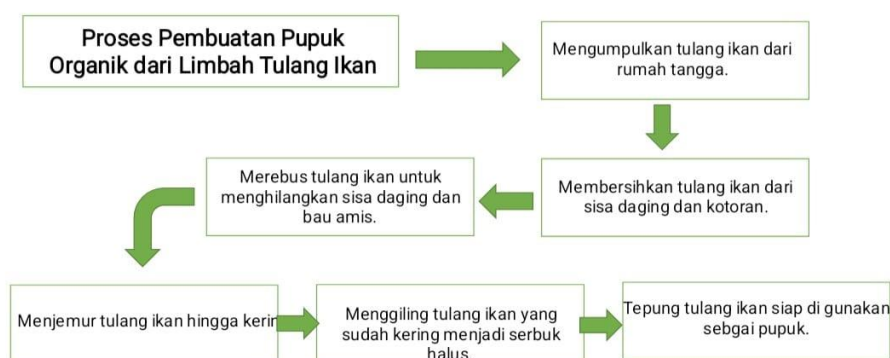 Proses Pembuatan Pupuk
Organik dari Limbah Tulang Ikan
Mengumpulkan tulang ikan dari
rumah tangga.
Membersihkan tulang ikan dari
sisa daging dan kotoran.
Merebus tulang ikan untuk
menghilangkan sisa daging dan
bau amis.
Menjemur tulang ikan hingga kerin
Menggiling tulang ikan yang
sudah kering menjadi serbuk
halus.
Tepung tulang ikan siap di gunakan
sebgai pupuk.